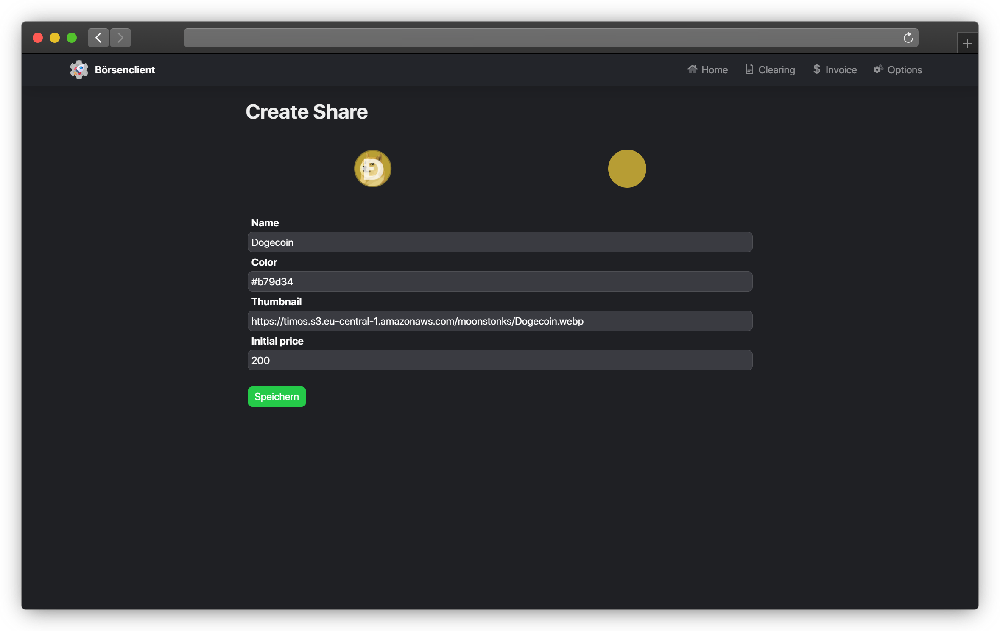 Börsenclient
Home Clearing $ Invoice Options
Create Share
Ð
Name
Dogecoin
Color
#b79d34
Thumbnail
https://timos.s3.eu-central-1.amazonaws.com/moonstonks/Dogecoin.webp
Initial price
200
Speichern